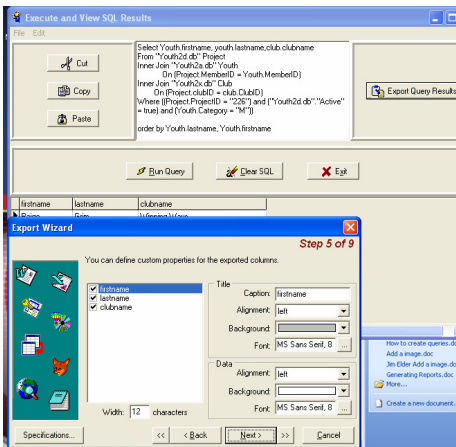 Execute and View SQL Results
File Edit
Cut
Copy
Paste
Select Youth.firstname, youth.lastname,club.clubname
From "Youth2d.db" Project
Inner Join "Youth2a.db" Youth
On (Project.MemberID = Youth.MemberID)
Inner Join "Youth2x.db" Club
On (Project.clubID = club.ClubID)
Where ((Project.ProjectID = "226") and ("Youth2d.db"."Active"
= true) and (Youth.Category = "M"))
order by Youth.lastname, Youth.firstname
Export Query Results
Run Query
Clear SQL
Exit
firstname lastname clubname
Export Wizard
Step 5 of 9
You can define custom properties for the exported columns.
firstname
lastname
clubname
Width: 12 characters
Title
Caption: firstname
Alignment: left
Background:
Font: MS Sans Serif, 8 ...
Data
Alignment: left
Background:
Font: MS Sans Serif, 8 ...
Specifications...
<< < Back Next > >> Cancel
How to create queries.do
Add a image.doc
Jim Elder Add a image.do
Generating Reports.doc
More...
Create a new document.